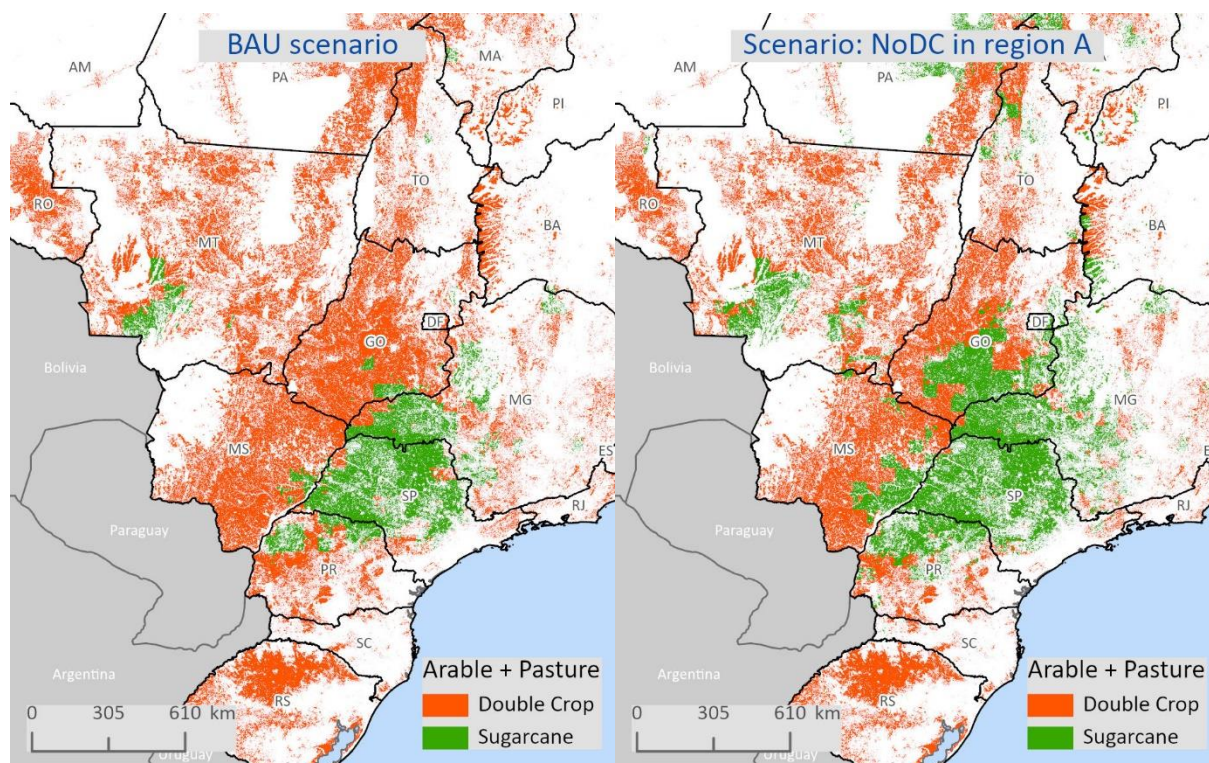 BAU scenario
AM
PA
MA
PI
RO
MT
TO
BA
DF
GO
Bolivia
MG
MS
ES
SP
RJ
Paraguay
PR
SC
Argentina
RS
Uruguay
0 305 610 km
Arable + Pasture
Double Crop
Sugarcane
Scenario: NoDC in region A
AM
PA
PI
RO
MT
TO
BA
DF
GO
Bolivia
MG
MS
SP
RJ
Paraguay
PR
SC
Argentina
RS
Uruguay
0 305 610 km
Arable + Pasture
Double Crop
Sugarcane